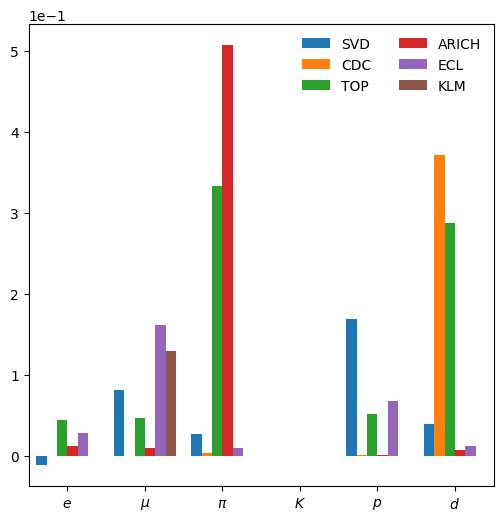 1e−1
SVD
CDC
TOP
ARICH
ECL
KLM
5
4
3
2
1
0
e μ π K p d